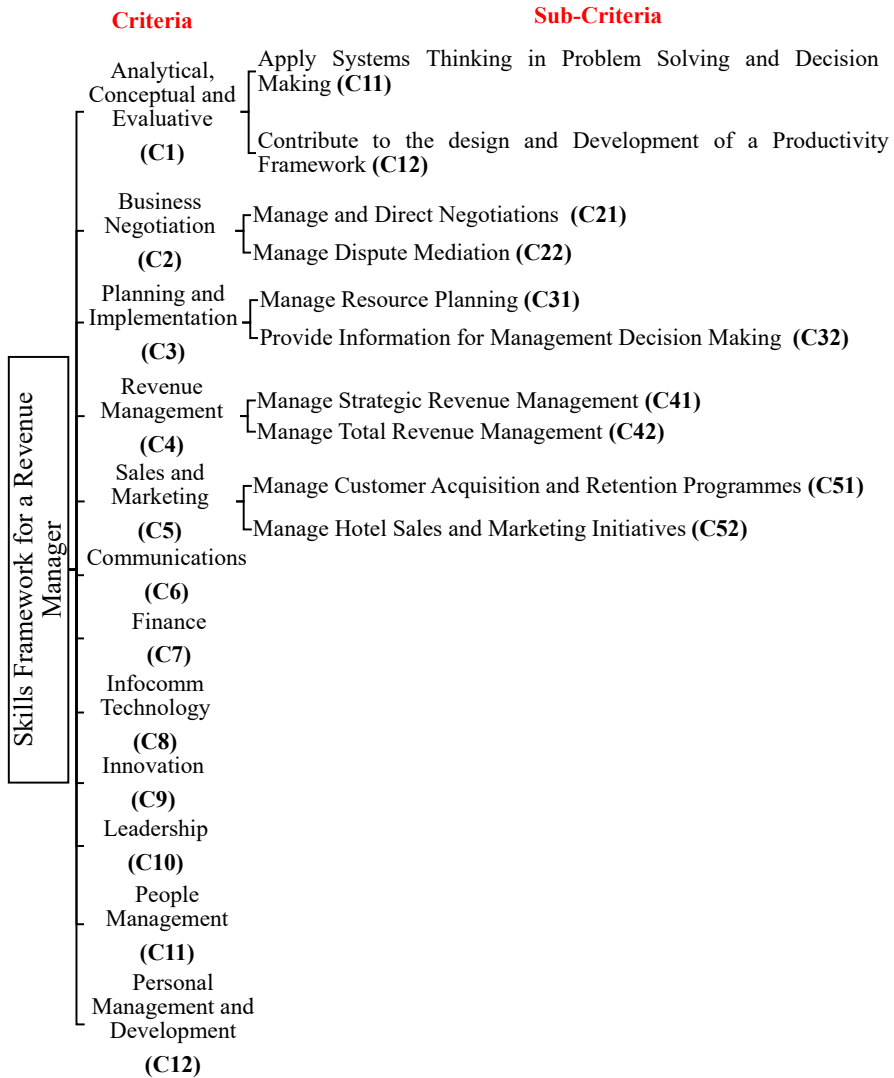 Criteria
Sub-Criteria
Skills Framework for a Revenue
Manager
Analytical,
Conceptual and
Evaluative
(C1)
Apply Systems Thinking in Problem Solving and Decision
Making (C11)
Contribute to the design and Development of a Productivity
Framework (C12)
Business
Negotiation
(C2)
Manage and Direct Negotiations (C21)
Manage Dispute Mediation (C22)
Planning and
Implementation
(C3)
Manage Resource Planning (C31)
Provide Information for Management Decision Making (C32)
Revenue
Management
(C4)
Manage Strategic Revenue Management (C41)
Manage Total Revenue Management (C42)
Sales and
Marketing
(C5)
Manage Customer Acquisition and Retention Programmes (C51)
Manage Hotel Sales and Marketing Initiatives (C52)
Communications
(C6)
Finance
(C7)
Infocomm
Technology
(C8)
Innovation
(C9)
Leadership
(C10)
People
Management
(C11)
Personal
Management and
Development
(C12)